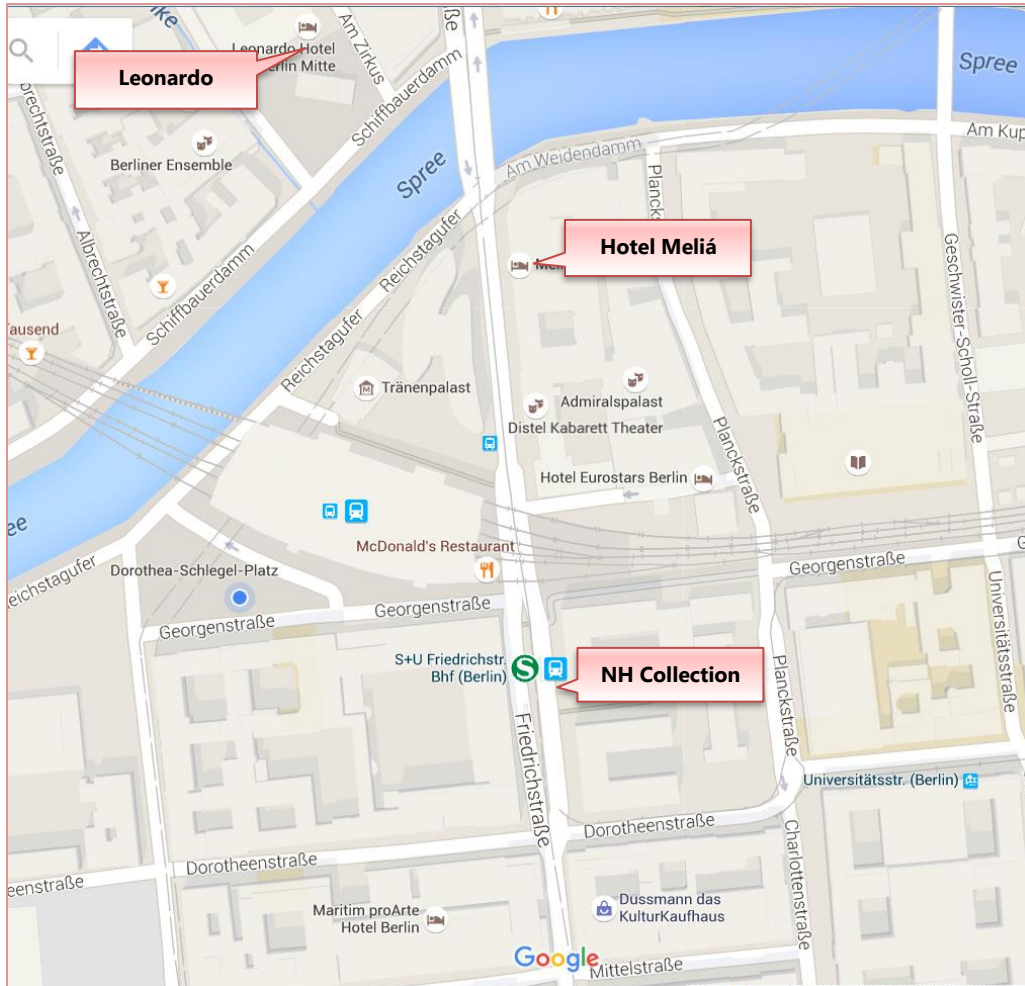 Leonardo Hotel
Berlin Mitte
Leonardo
Am Zirkus
Schiffbauerdamm
Spree
Spree
Am Weidendamm
Berliner Ensemble
Albrechtstraße
Schiffbauerdamm
Reichstagufer
Hotel Meliá
Geschwister-Scholl-Straße
Reichstagufer
Tränenpalast
Admiralspalast
Distel Kabarett Theater
Planckstraße
Hotel Eurostars Berlin
McDonald's Restaurant
Georgenstraße
Dorothea-Schlegel-Platz
Georgenstraße
Georgenstraße
Universitätsstraße
S+U Friedrichstr.
Bhf (Berlin)
S
NH Collection
Planckstraße
Friedrichstraße
Universitätsstr. (Berlin)
Dorotheenstraße
Dorotheenstraße
Charlottenstraße
Maritim proArte
Hotel Berlin
Dussmann das
KulturKaufhaus
Google
Mittelstraße